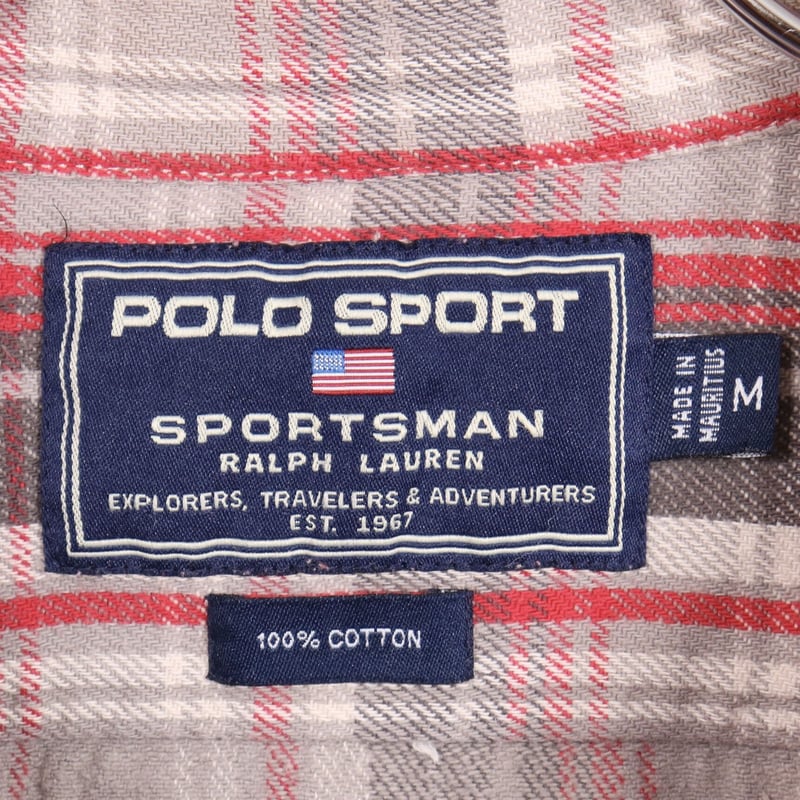 POLO SPORT
SPORTSMAN
RALPH LAUREN
EXPLORERS, TRAVELERS & ADVENTURERS
EST. 1967
MADE IN
MAURITIUS
M
100% COTTON